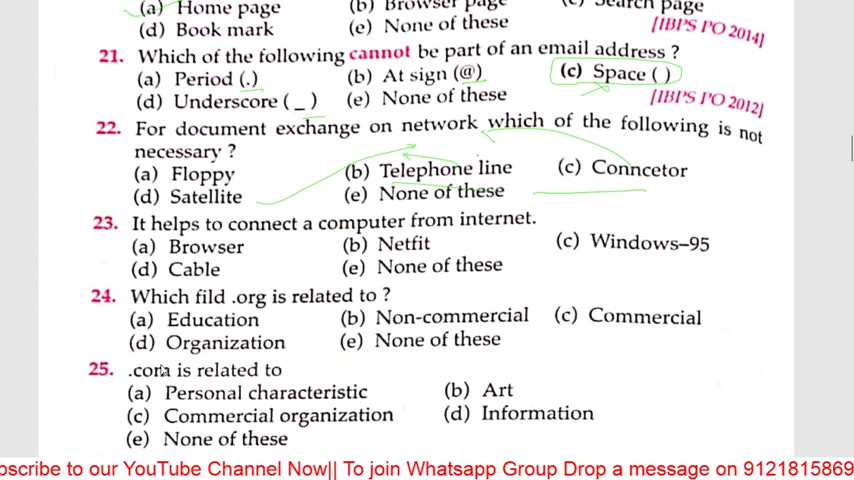 (a) Home page (b) Browser page (c) Search page
(d) Book mark (e) None of these [IBPS PO 2014]
21. Which of the following cannot be part of an email address ?
(a) Period (.) (b) At sign (@) (c) Space ( )
(d) Underscore ( _ ) (e) None of these [IBPS PO 2012]
22. For document exchange on network which of the following is not
necessary ?
(a) Floppy (b) Telephone line (c) Conncetor
(d) Satellite (e) None of these
23. It helps to connect a computer from internet.
(a) Browser (b) Netfit (c) Windows–95
(d) Cable (e) None of these
24. Which fild .org is related to ?
(a) Education (b) Non-commercial (c) Commercial
(d) Organization (e) None of these
25. .com is related to
(a) Personal characteristic (b) Art
(c) Commercial organization (d) Information
(e) None of these
bscribe to our YouTube Channel Now|| To join Whatsapp Group Drop a message on 9121815869